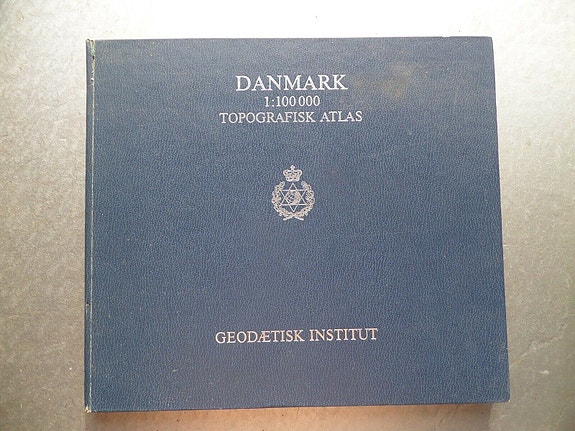 DANMARK
1:100 000
TOPOGRAFISK ATLAS
GEODÆTISK INSTITUT